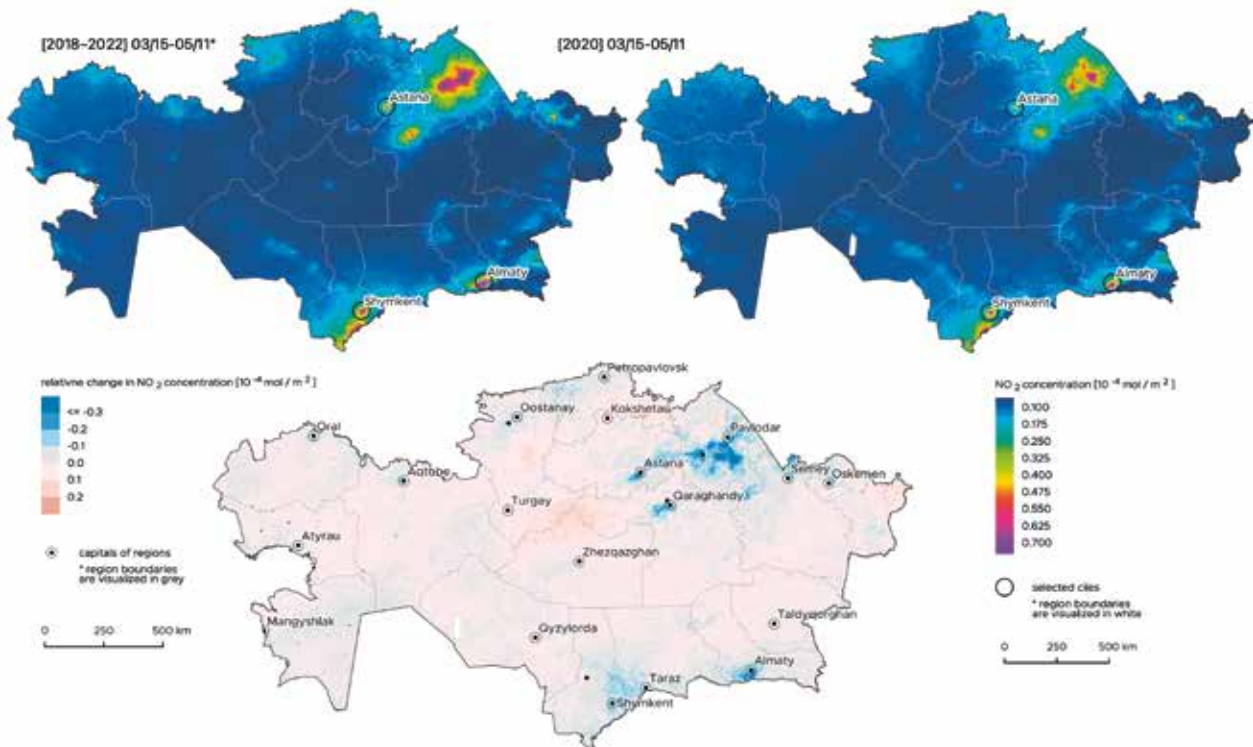 [2018-2022] 03/15-05/11*
Astana
Almaty
Shymkent
[2020] 03/15-05/11
Astana
Almaty
Shymkent
relativne change in NO 2 concentration [10 -4 mol / m 2 ]
<= -0.3
-0.2
-0.1
0.0
0.1
0.2
capitals of regions
* region boundaries
are visualized in grey
0 250 500 km
Petropavlovsk
Oostanay
Kokshetau
Oral
Pavlodar
Aqtobe
Astana
Semey
Oskemen
Turgay
Qaraghandy
Atyrau
Zhezqazghan
Mangyshlak
Qyzylorda
Taldyqorghan
Almaty
Taraz
Shymkent
NO 2 concentration [10 -4 mol / m 2 ]
0.100
0.175
0.250
0.325
0.400
0.475
0.550
0.625
0.700
selected ciles
* region boundaries
are visualized in white
0 250 500 km